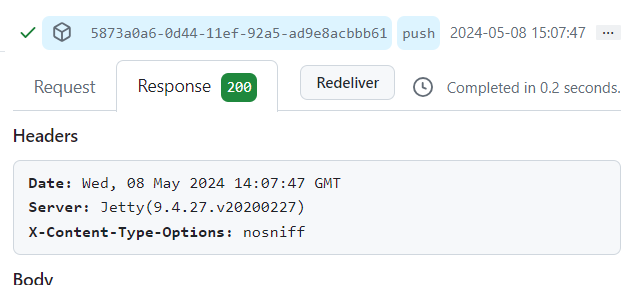 5873a0a6-0d44-11ef-92a5-ad9e8acbbb61 push 2024-05-08 15:07:47 ...
Request Response 200 Redeliver Completed in 0.2 seconds.
Headers
Date: Wed, 08 May 2024 14:07:47 GMT
Server: Jetty(9.4.27.v20200227)
X-Content-Type-Options: nosniff
Body